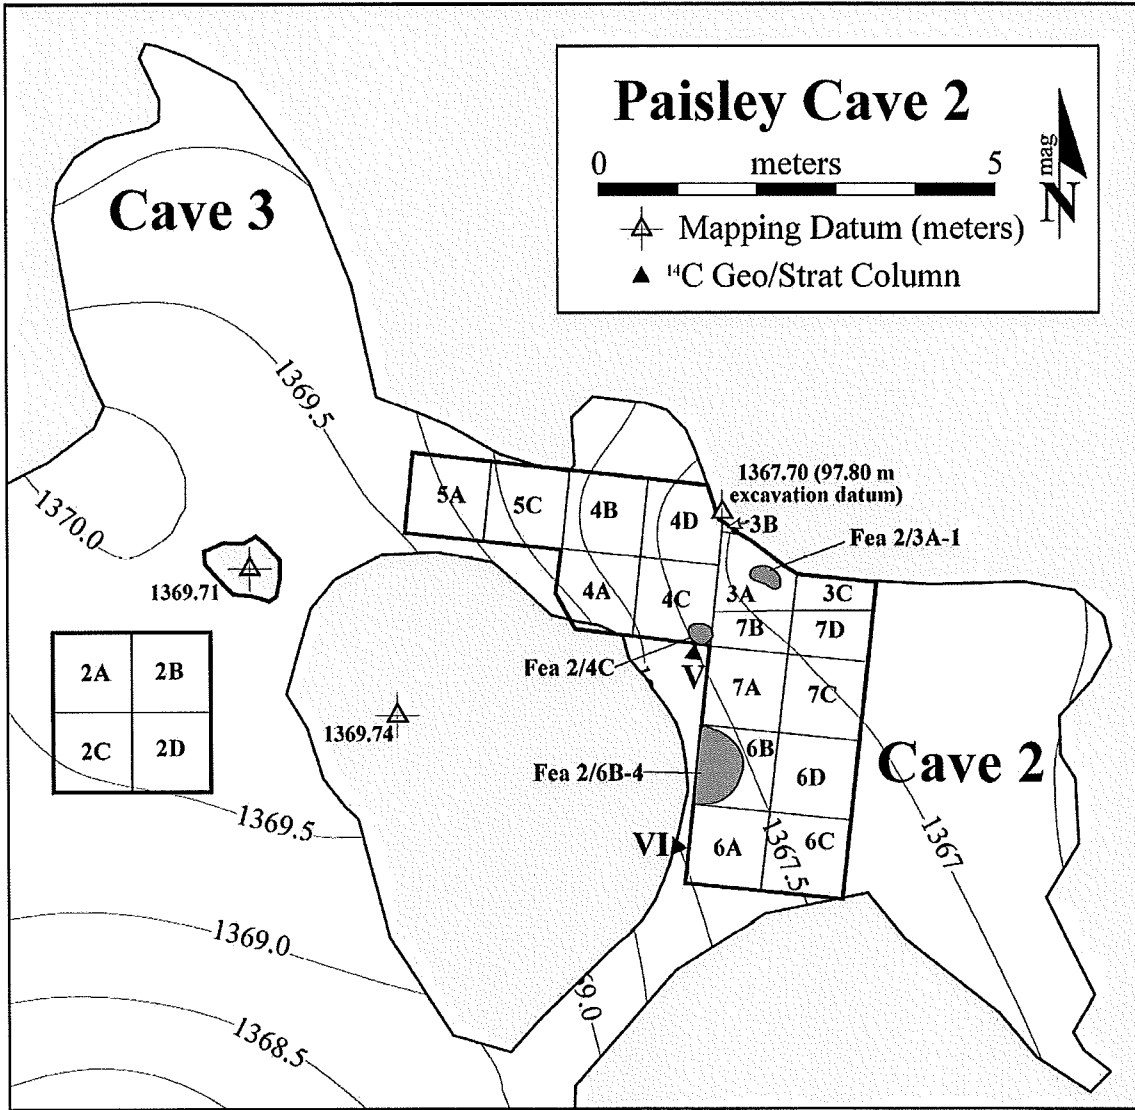 Paisley Cave 2
0 meters 5
mag
N
Mapping Datum (meters)
14C Geo/Strat Column
Cave 3
1369.5
1370.0
1369.71
5A 5C 4B 4D
1367.70 (97.80 m
excavation datum)
3B
Fea 2/3A-1
4A 4C 3A 3C
7B 7D
Fea 2/4C
V
7A 7C
2A 2B
2C 2D
1369.74
Fea 2/6B-4
6B 6D
Cave 2
VI
6A 6C
1367.5
1367
1369.5
1369.0
69.0
1368.5